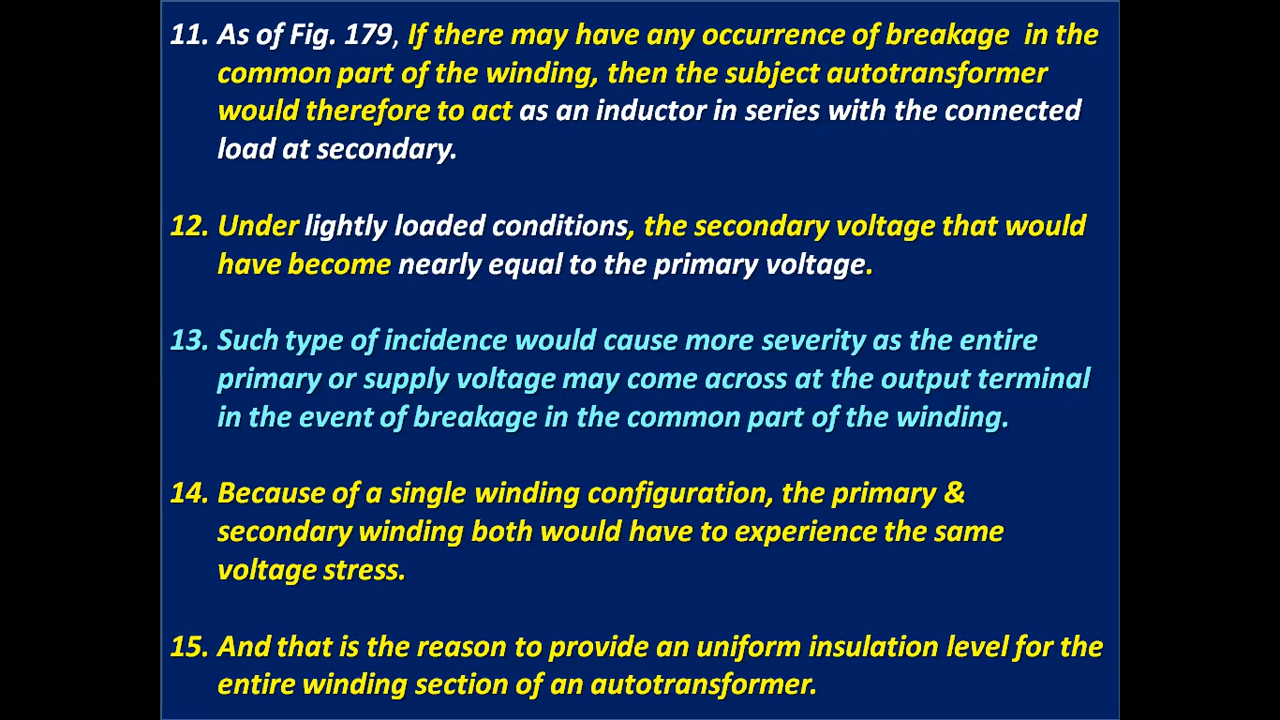 11. As of Fig. 179, If there may have any occurrence of breakage in the
common part of the winding, then the subject autotransformer
would therefore to act as an inductor in series with the connected
load at secondary.
12. Under lightly loaded conditions, the secondary voltage that would
have become nearly equal to the primary voltage.
13. Such type of incidence would cause more severity as the entire
primary or supply voltage may come across at the output terminal
in the event of breakage in the common part of the winding.
14. Because of a single winding configuration, the primary &
secondary winding both would have to experience the same
voltage stress.
15. And that is the reason to provide an uniform insulation level for the
entire winding section of an autotransformer.